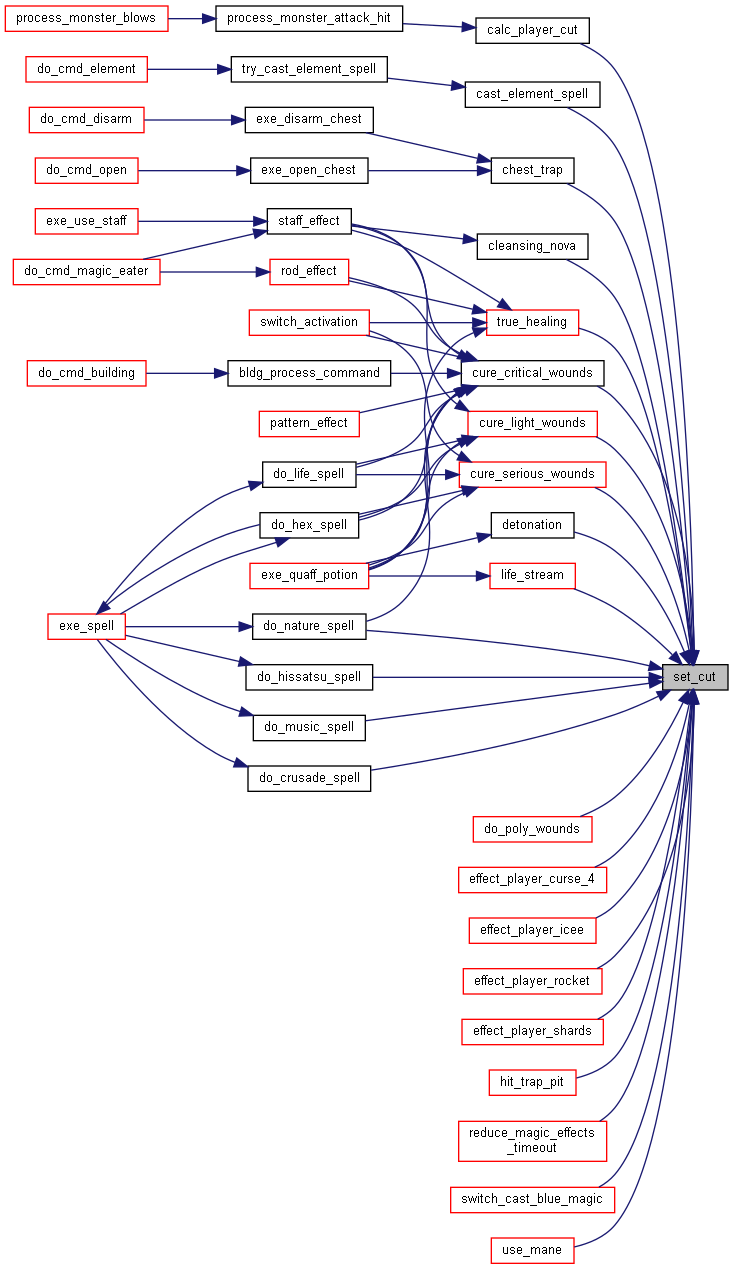 process_monster_blows
process_monster_attack_hit
calc_player_cut
do_cmd_element
try_cast_element_spell
cast_element_spell
do_cmd_disarm
exe_disarm_chest
do_cmd_open
exe_open_chest
chest_trap
exe_use_staff
staff_effect
cleansing_nova
do_cmd_magic_eater
rod_effect
switch_activation
true_healing
do_cmd_building
bldg_process_command
cure_critical_wounds
pattern_effect
cure_light_wounds
do_life_spell
cure_serious_wounds
do_hex_spell
detonation
exe_quaff_potion
life_stream
exe_spell
do_nature_spell
do_hissatsu_spell
set_cut
do_music_spell
do_crusade_spell
do_poly_wounds
effect_player_curse_4
effect_player_icee
effect_player_rocket
effect_player_shards
hit_trap_pit
reduce_magic_effects
_timeout
switch_cast_blue_magic
use_mane